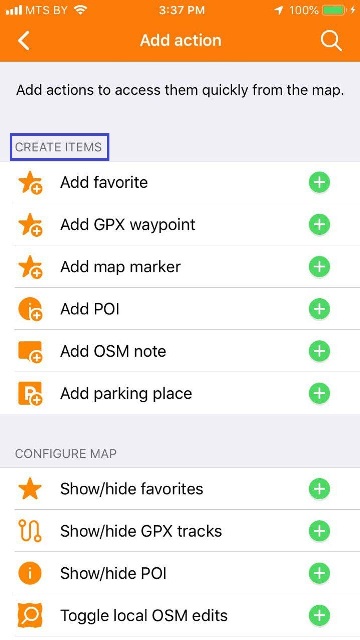 MTS BY 3:37 PM 100%
Add action
Add actions to access them quickly from the map.
CREATE ITEMS
Add favorite
Add GPX waypoint
Add map marker
Add POI
Add OSM note
Add parking place
CONFIGURE MAP
Show/hide favorites
Show/hide GPX tracks
Show/hide POI
Toggle local OSM edits